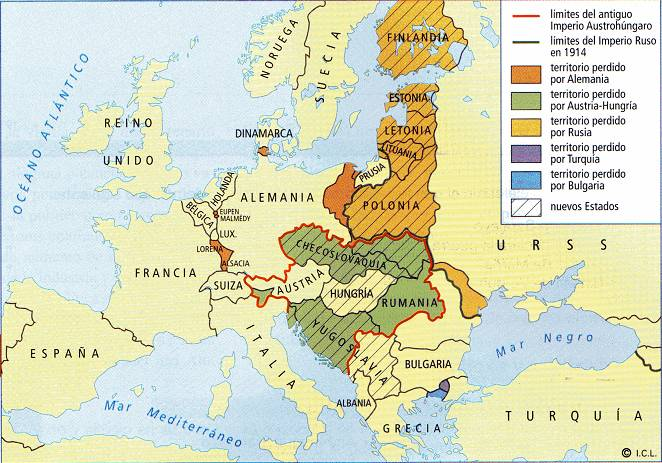 límites del antiguo
Imperio Austrohúngaro
límites del Imperio Ruso
en 1914
territorio perdido
por Alemania
territorio perdido
por Austria-Hungría
territorio perdido
por Rusia
territorio perdido
por Turquía
territorio perdido
por Bulgaria
nuevos Estados
OCÉANO ATLÁNTICO
NORUEGA
SUECIA
FINLANDIA
ESTONIA
LETONIA
LITUANIA
REINO
UNIDO
DINAMARCA
PRUSIA
HOLANDA
ALEMANIA
POLONIA
BÉLGICA
EUPEN
MALMÉDY
LUX.
LORENA
ALSACIA
CHECOSLOVAQUIA
URSS
FRANCIA
SUIZA
AUSTRIA
HUNGRÍA
RUMANIA
YUGOSLAVIA
ITALIA
ESPAÑA
Mar Negro
BULGARIA
ALBANIA
Mar Mediterráneo
GRECIA
TURQUÍA
© I.C.L.